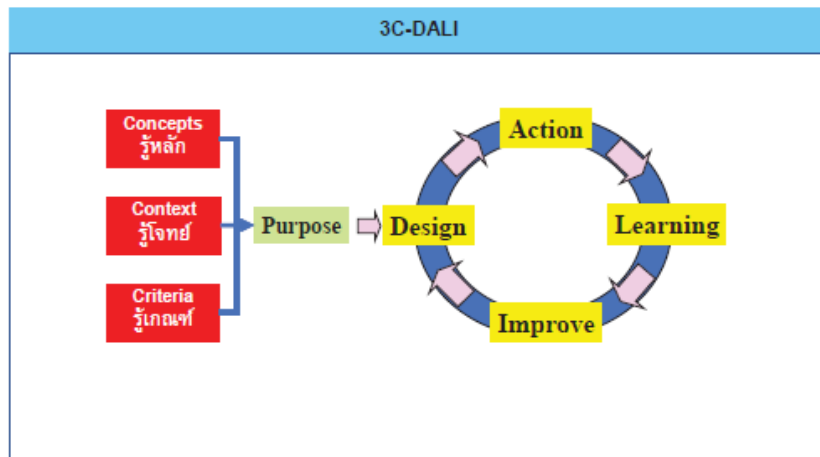 3C-DALI
Concepts
รู้หลัก
Context
รู้โจทย์
Criteria
รู้เกณฑ์
Purpose
Design
Action
Learning
Improve